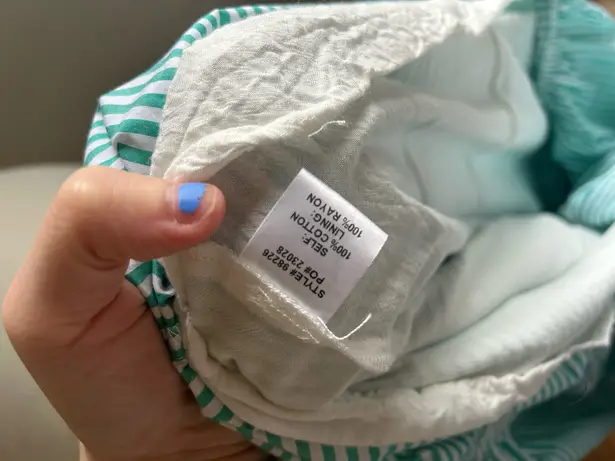 STYLE# 98226
PO# 23028
SELF:
100% COTTON
LINING:
100% RAYON